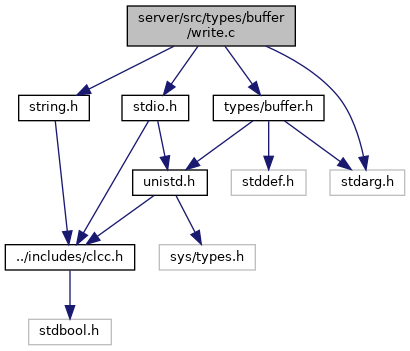 server/src/types/buffer
/write.c
string.h
stdio.h
types/buffer.h
unistd.h
stddef.h
stdarg.h
../includes/clcc.h
sys/types.h
stdbool.h